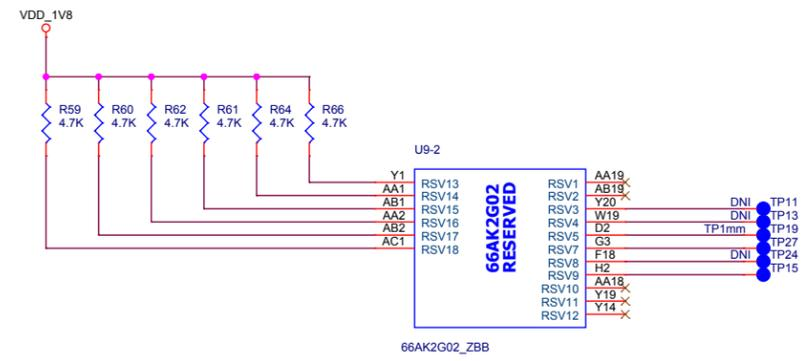 VDD_1V8
R59 R60 R62 R61 R64 R66
4.7K 4.7K 4.7K 4.7K 4.7K 4.7K
U9-2
66AK2G02
RESERVED
Y1 RSV13 RSV1 AA19
AA1 RSV14 RSV2 AB19
AB1 RSV15 RSV3 Y20 DNI TP11
AA2 RSV16 RSV4 W19 DNI TP13
AB2 RSV17 RSV5 D2 TP1mm TP19
AC1 RSV18 RSV7 G3 TP27
RSV8 F18 DNI TP24
RSV9 H2 TP15
RSV10 AA18
RSV11 Y19
RSV12 Y14
66AK2G02_ZBB